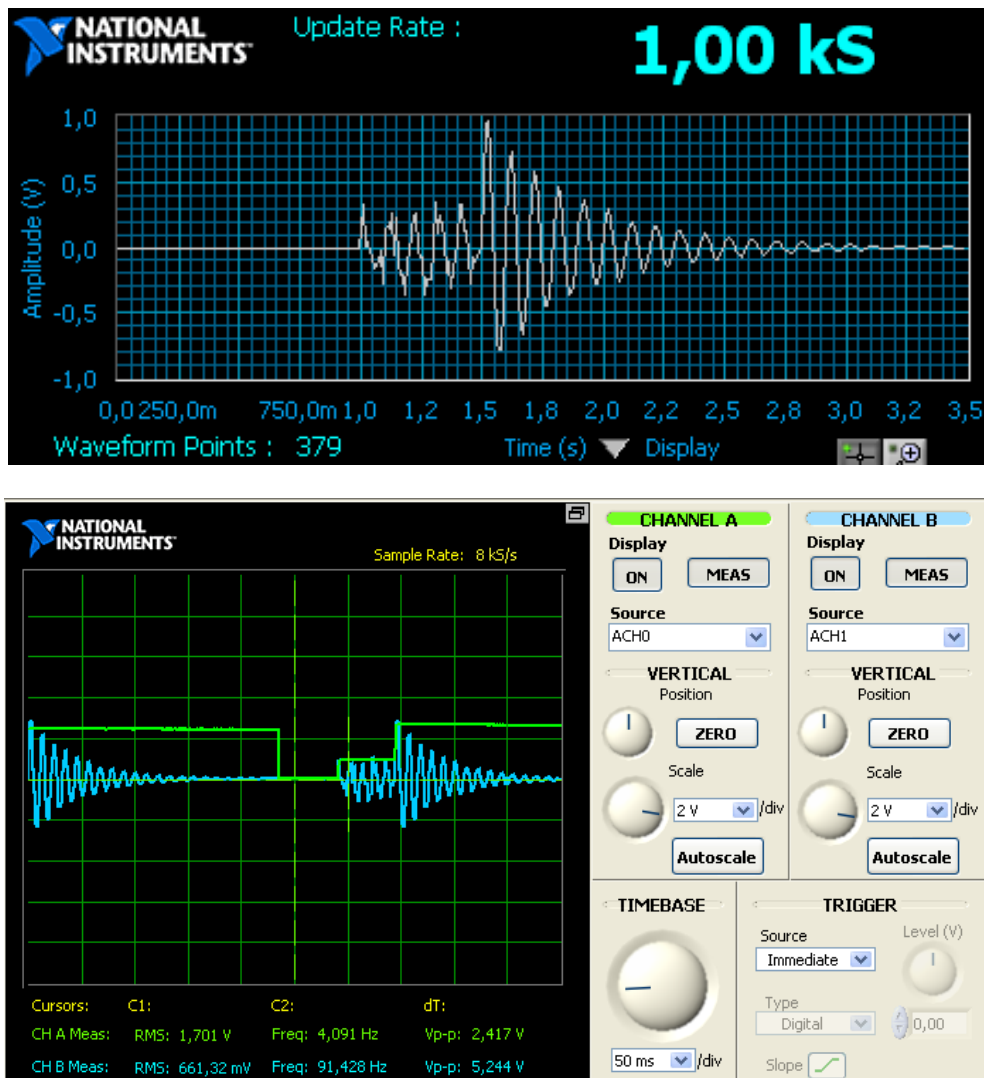 NATIONAL
INSTRUMENTS™
Update Rate :
1,00 kS
Amplitude (V)
1,0
0,5
0,0
-0,5
-1,0
0,0 250,0m 750,0m 1,0 1,2 1,5 1,8 2,0 2,2 2,5 2,8 3,0 3,2 3,5
Waveform Points : 379
Time (s)
Display
NATIONAL
INSTRUMENTS™
Sample Rate: 8 kS/s
Cursors: C1: C2: dT:
CH A Meas: RMS: 1,701 V Freq: 4,091 Hz Vp-p: 2,417 V
CH B Meas: RMS: 661,32 mV Freq: 91,428 Hz Vp-p: 5,244 V
CHANNEL A
Display
ON MEAS
Source
ACH0
VERTICAL
Position
ZERO
Scale
2 V /div
Autoscale
CHANNEL B
Display
ON MEAS
Source
ACH1
VERTICAL
Position
ZERO
Scale
2 V /div
Autoscale
TIMEBASE
50 ms /div
TRIGGER
Source
Immediate
Level (V)
Type
Digital
0,00
Slope